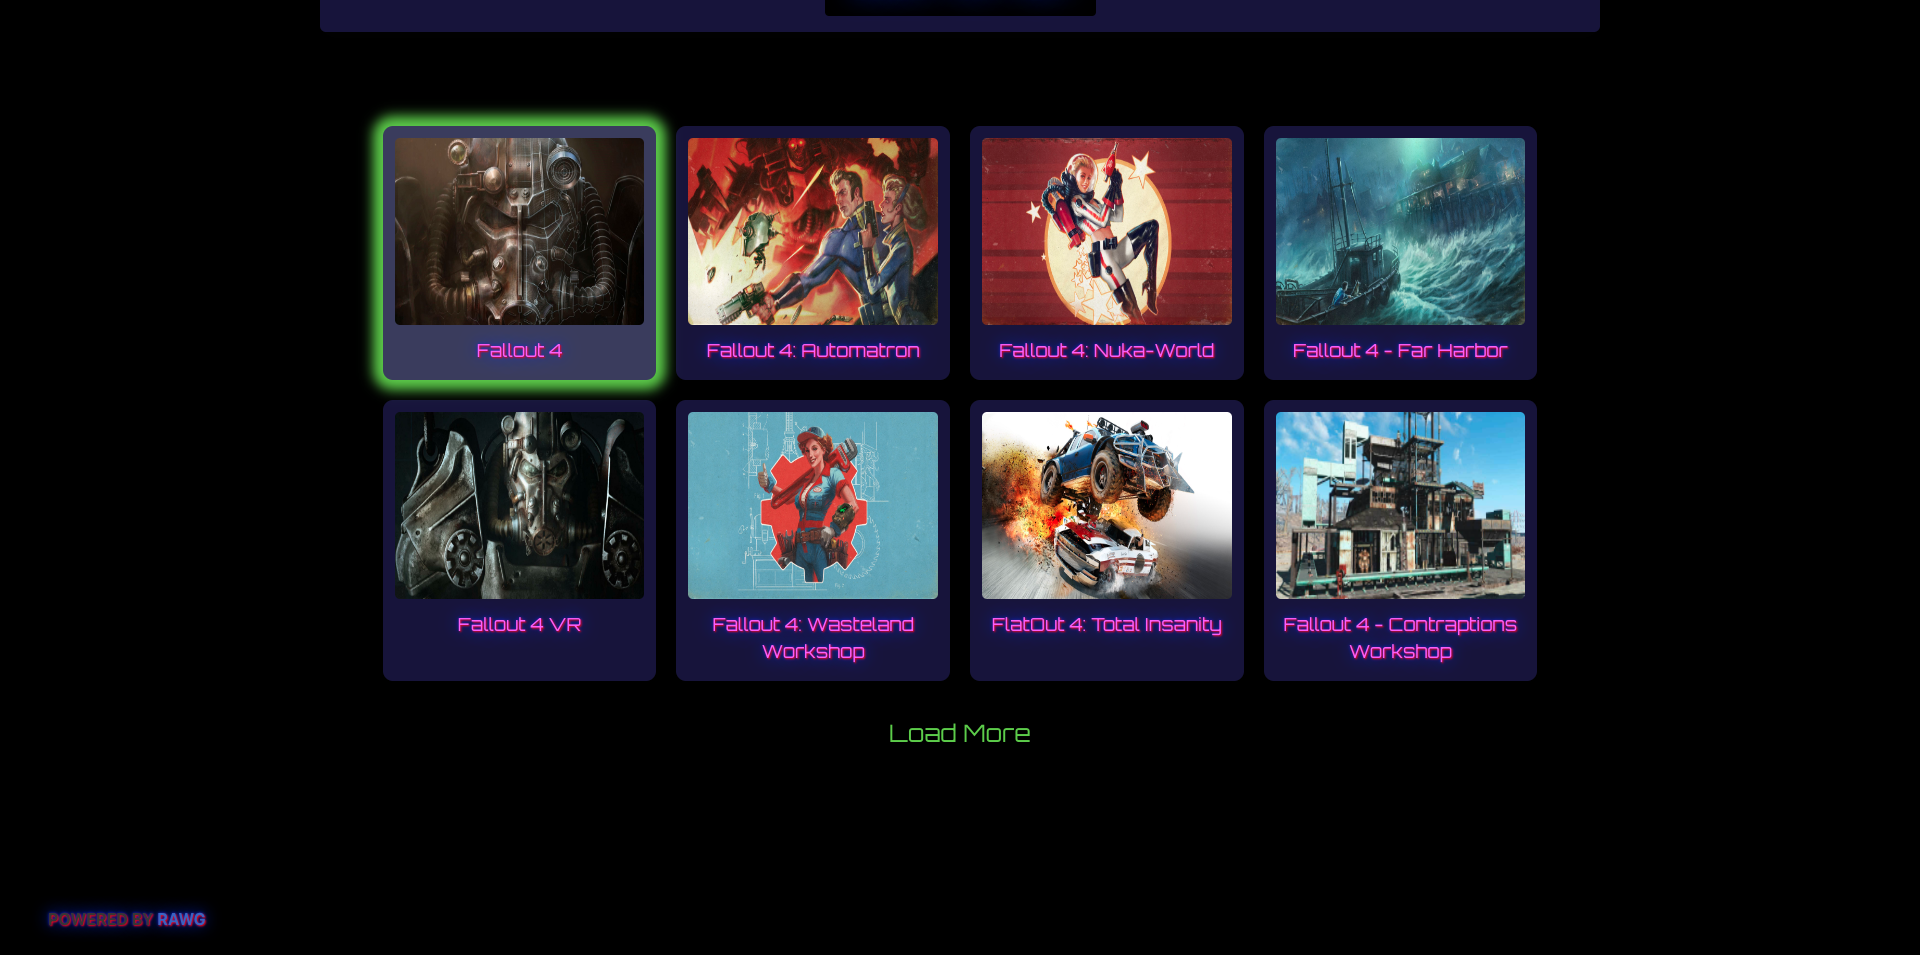 Fallout 4
Fallout 4: Automatron
Fallout 4: Nuka-World
Fallout 4 - Far Harbor
Fallout 4 VR
Fallout 4: Wasteland
Workshop
FlatOut 4: Total Insanity
Fallout 4 - Contraptions
Workshop
Load More
POWERED BY RAWG